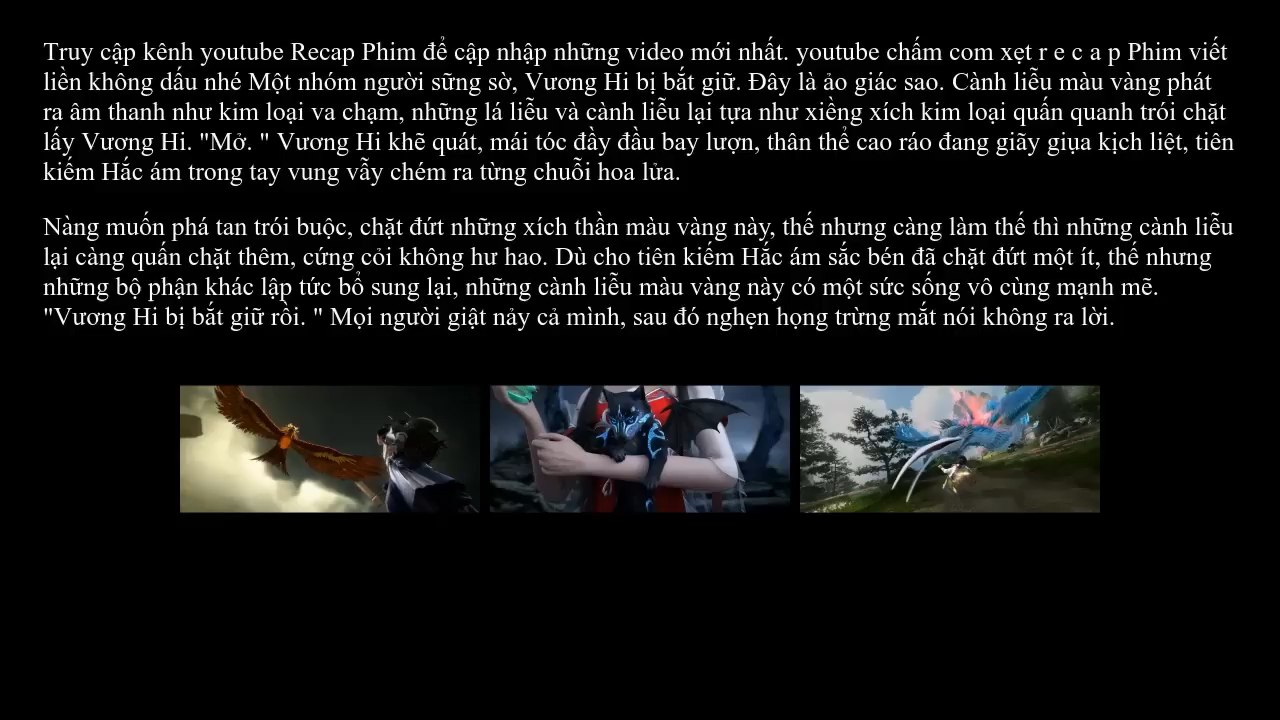 Truy cập kênh youtube Recap Phim để cập nhập những video mới nhất. youtube chấm com xẹt r e c a p Phim viết
liền không dấu nhé Một nhóm người sững sờ, Vương Hi bị bắt giữ. Đây là ảo giác sao. Cành liễu màu vàng phát
ra âm thanh như kim loại va chạm, những lá liễu và cành liễu lại tựa như xiềng xích kim loại quấn quanh trói chặt
lấy Vương Hi. "Mở. " Vương Hi khẽ quát, mái tóc đầy đầu bay lượn, thân thể cao ráo đang giãy giụa kịch liệt, tiên
kiếm Hắc ám trong tay vung vẫy chém ra từng chuỗi hoa lửa.
Nàng muốn phá tan trói buộc, chặt đứt những xích thần màu vàng này, thế nhưng càng làm thế thì những cành liễu
lại càng quấn chặt thêm, cứng cỏi không hư hao. Dù cho tiên kiếm Hắc ám sắc bén đã chặt đứt một ít, thế nhưng
những bộ phận khác lập tức bổ sung lại, những cành liễu màu vàng này có một sức sống vô cùng mạnh mẽ.
"Vương Hi bị bắt giữ rồi. " Mọi người giật nảy cả mình, sau đó nghẹn họng trừng mắt nói không ra lời.